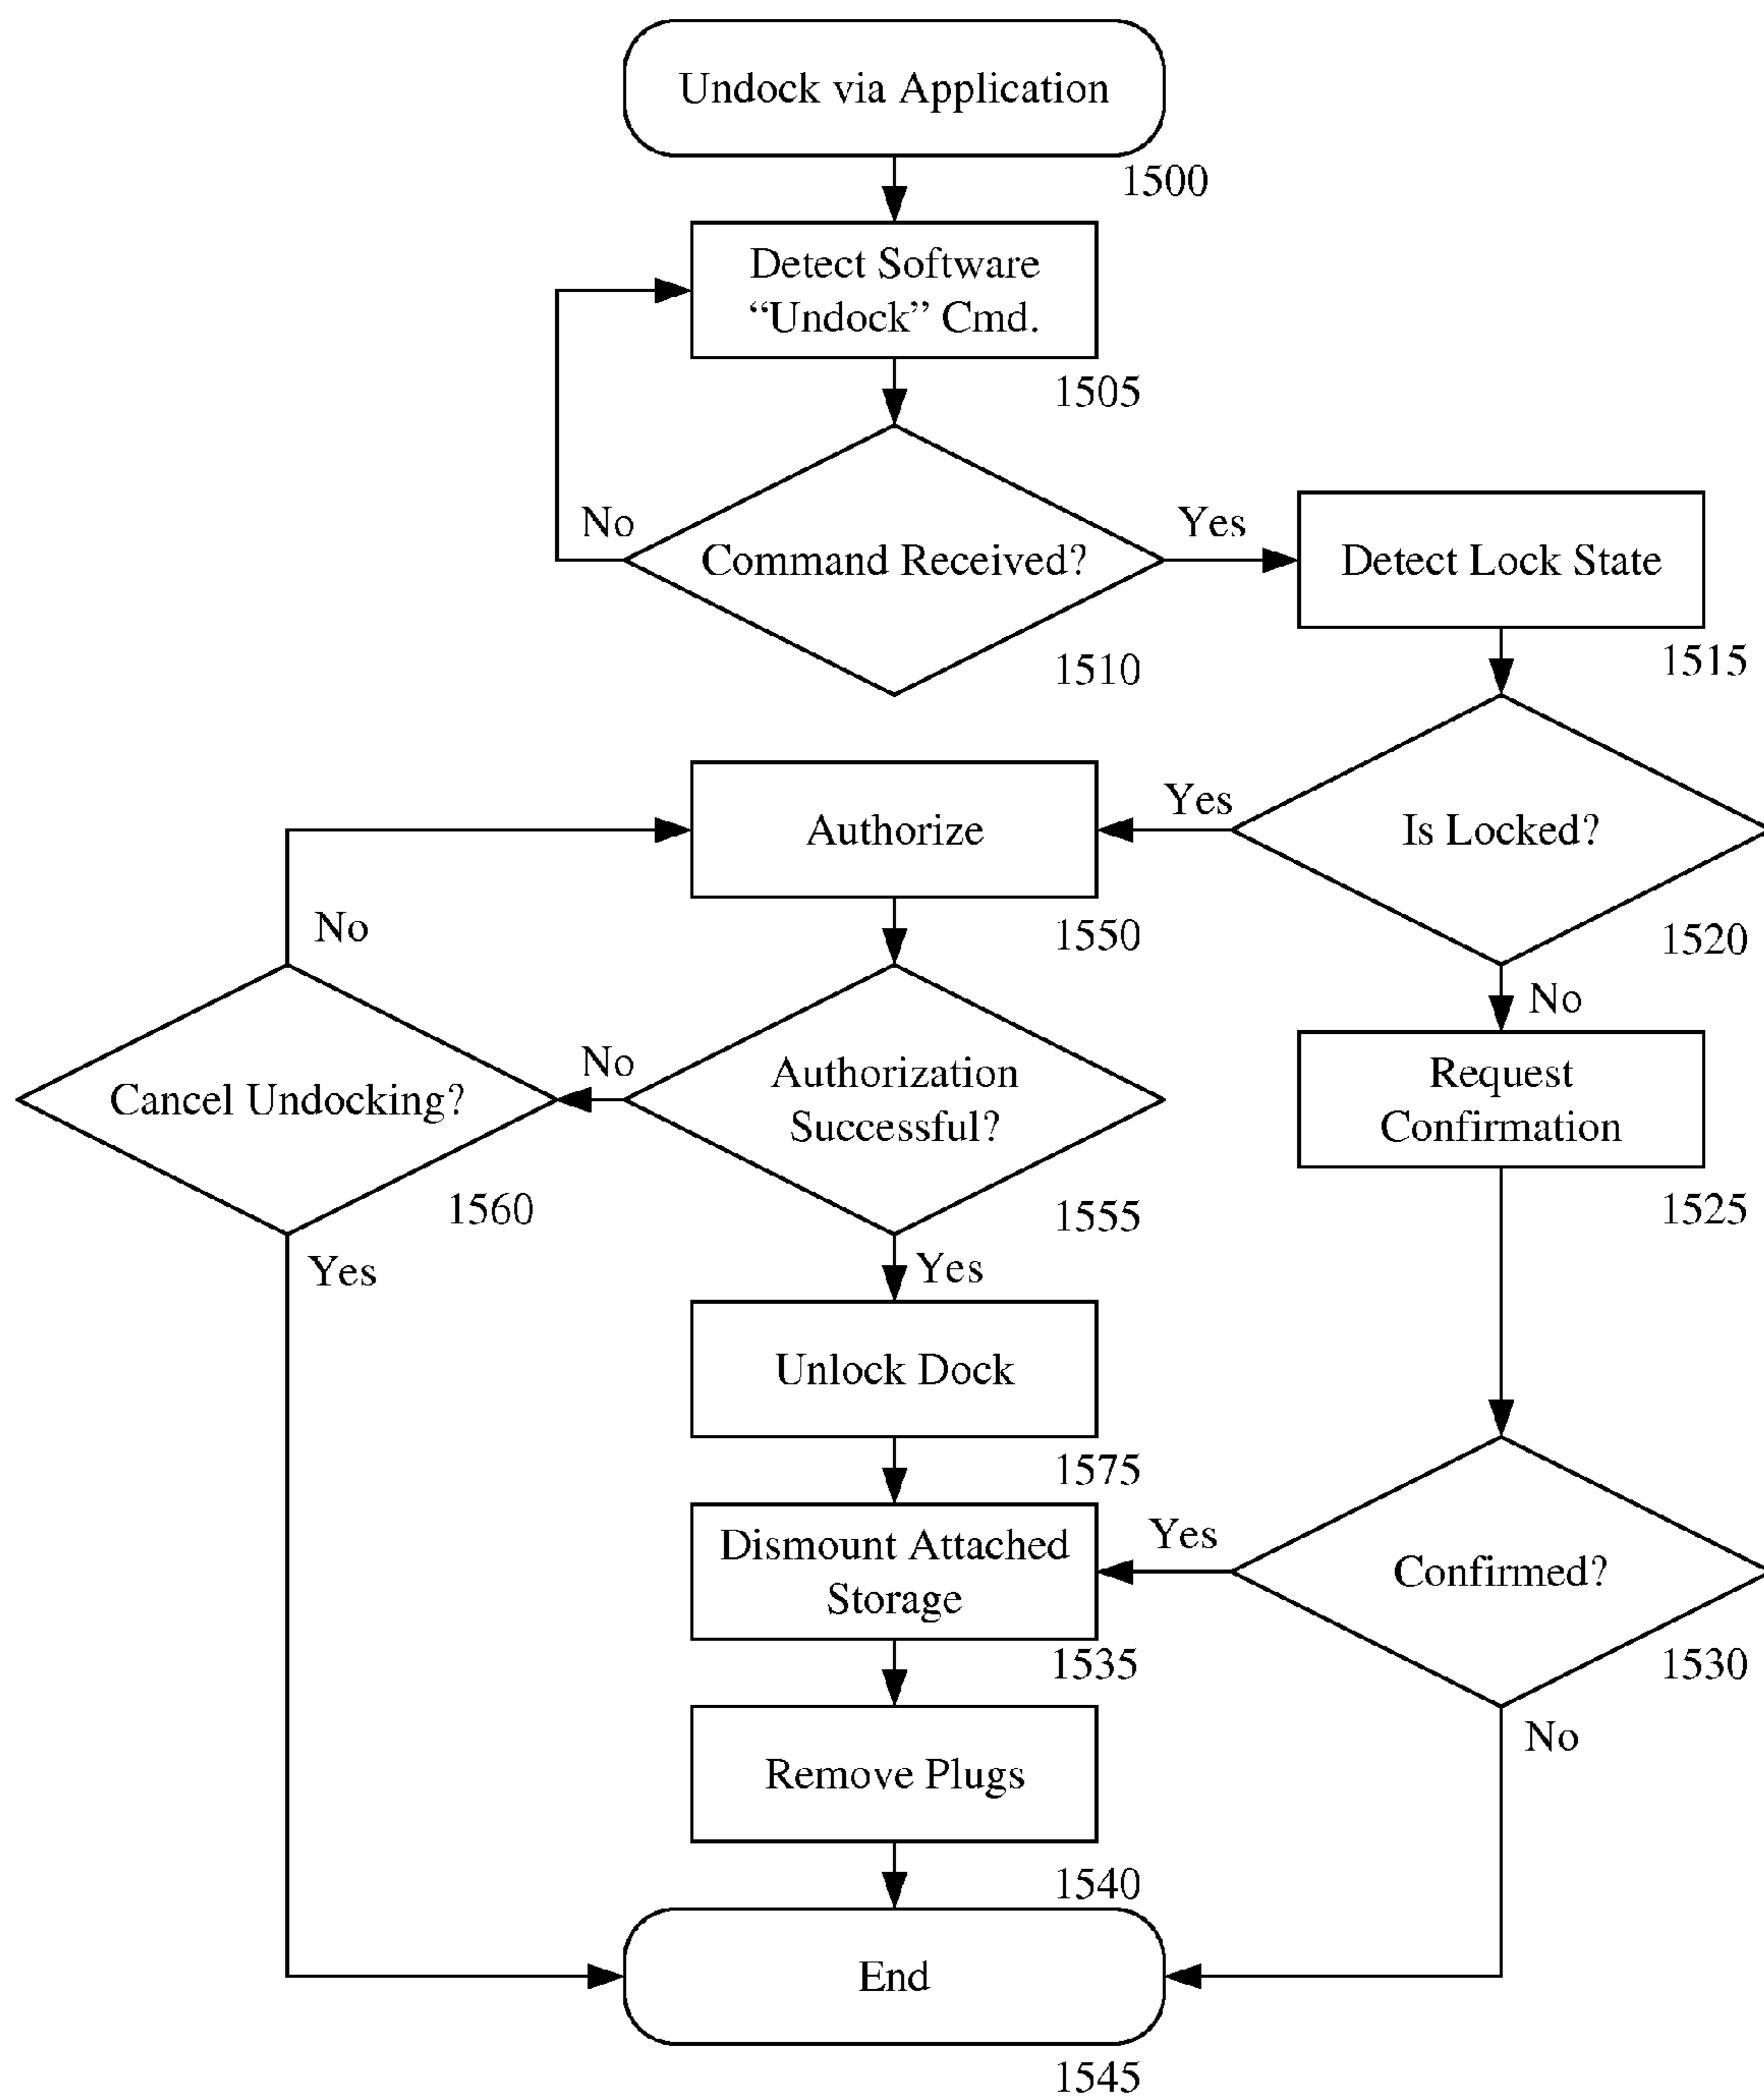 Undock via Application
1500
Detect Software
“Undock” Cmd.
1505
No
Command Received?
Yes
1510
Detect Lock State
1515
Is Locked?
Yes
1520
No
Authorize
1550
No
Cancel Undocking?
1560
Yes
No
Authorization
Successful?
1555
Yes
Request
Confirmation
1525
Unlock Dock
1575
Dismount Attached
Storage
1535
Yes
Confirmed?
1530
No
Remove Plugs
1540
End
1545